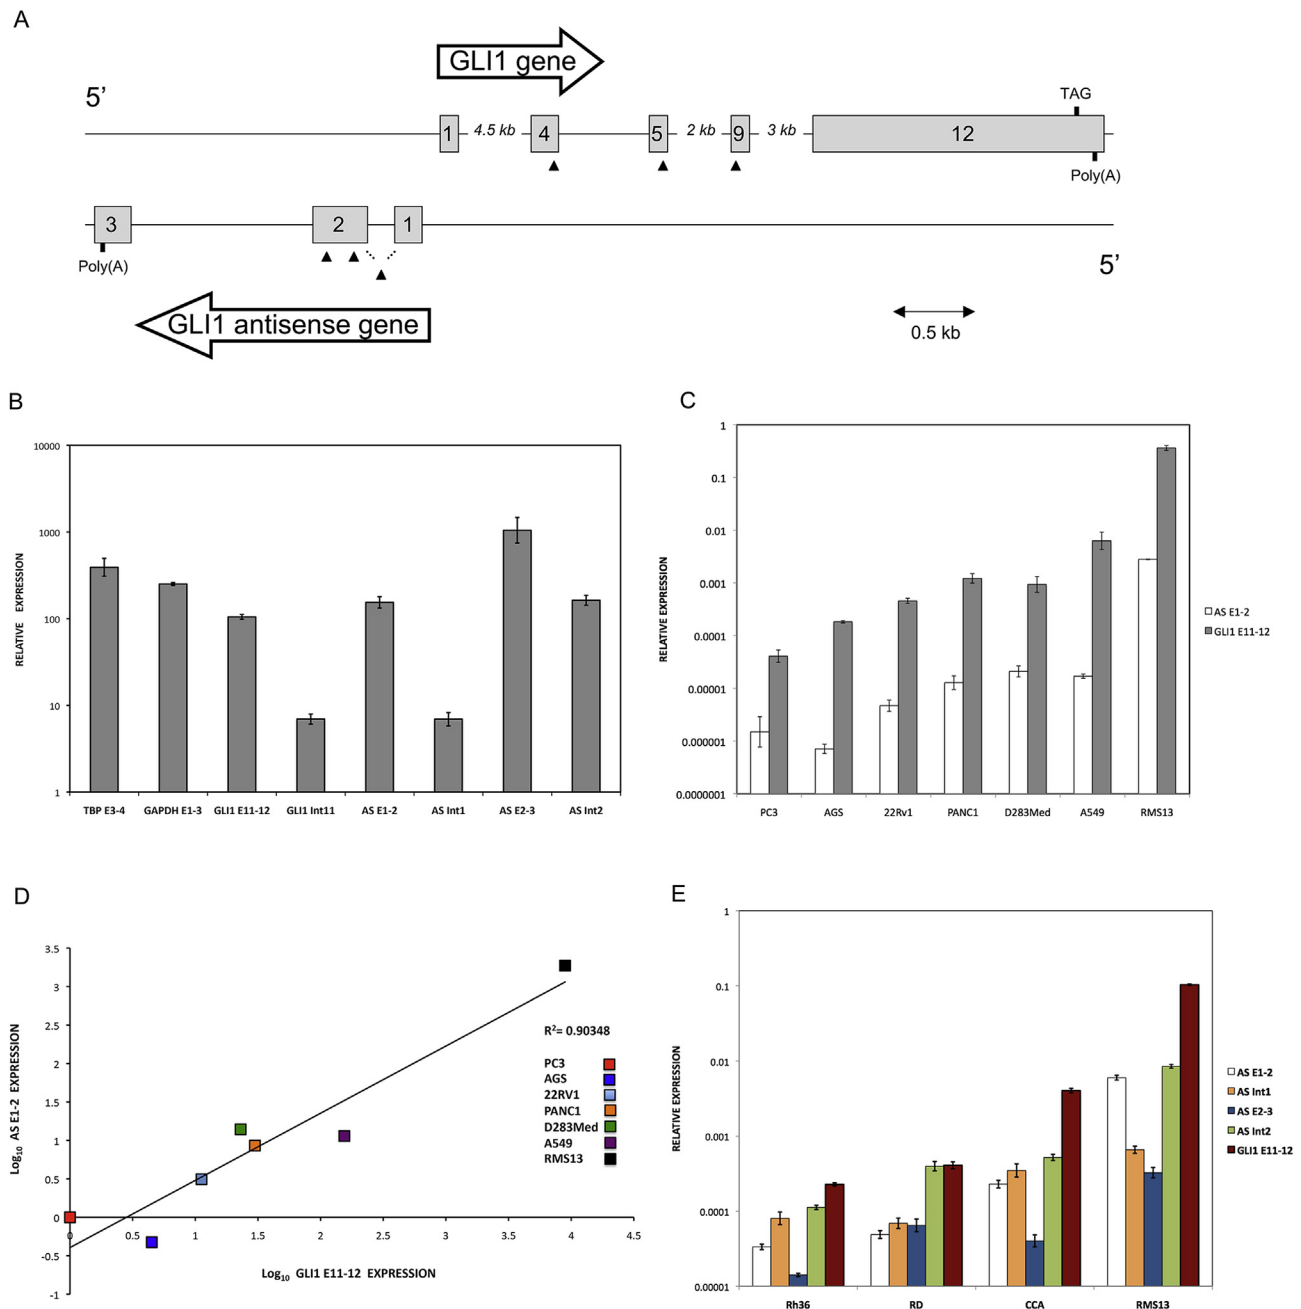 A
GLI1 gene
5’
TAG
1
4.5 kb
4
5
2 kb
9
3 kb
12
Poly(A)
3
2
1
Poly(A)
5’
GLI1 antisense gene
0.5 kb
B
RELATIVE EXPRESSION
10000
1000
100
10
1
TBP E3-4
GAPDH E1-3
GLI1 E11-12
GLI1 Int11
AS E1-2
AS Int1
AS E2-3
AS Int2
C
RELATIVE EXPRESSION
1
0.1
0.01
0.001
0.0001
0.00001
0.000001
0.0000001
PC3
AGS
22Rv1
PANC1
D283Med
A549
RMS13
AS E1-2
GLI1 E11-12
D
Log10 AS E1-2 EXPRESSION
3.5
3
2.5
2
1.5
1
0.5
0
-0.5
-1
0
0.5
1
1.5
2
2.5
3
3.5
4
4.5
Log10 GLI1 E11-12 EXPRESSION
R2= 0.90348
PC3
AGS
22RV1
PANC1
D283Med
A549
RMS13
E
RELATIVE EXPRESSION
1
0.1
0.01
0.001
0.0001
0.00001
Rh36
RD
CCA
RMS13
AS E1-2
AS Int1
AS E2-3
AS Int2
GLI1 E11-12